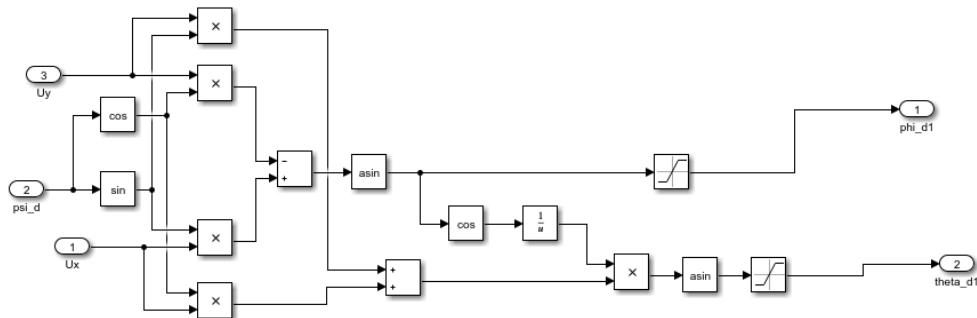 ×
3
Uy
×
cos
1
phi_d1
−
+
asin
2
psi_d
sin
×
cos
1
u
1
Ux
+
+
×
asin
2
theta_d1
×